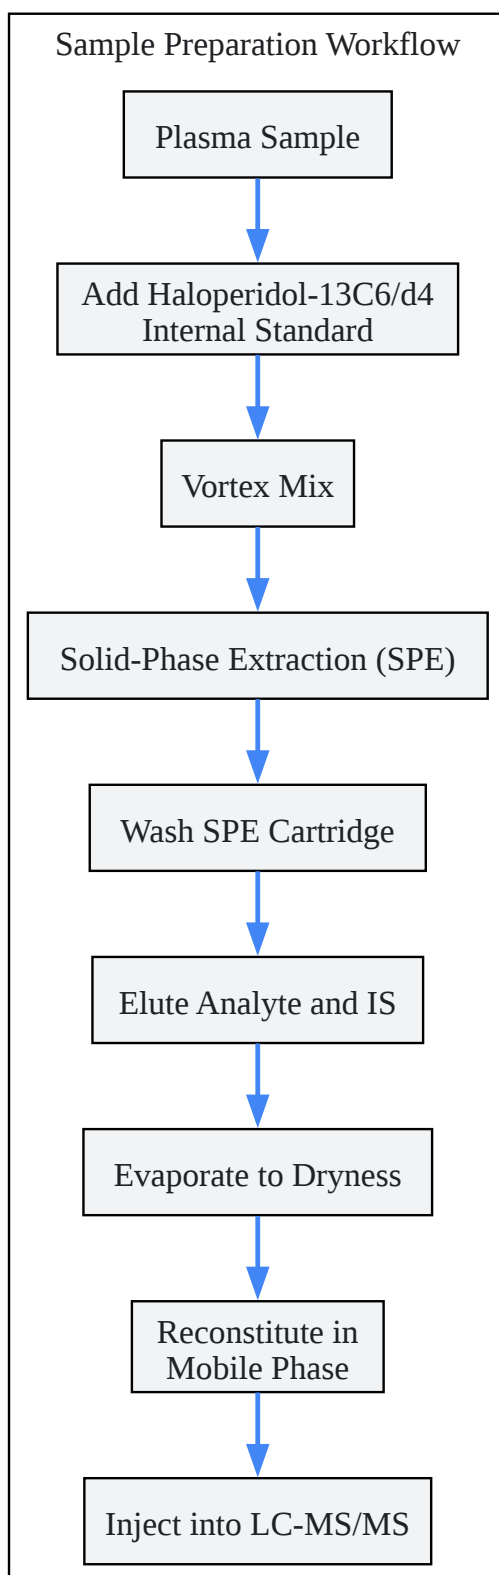 Sample Preparation Workflow
Plasma Sample
Add Haloperidol-13C6/d4
Internal Standard
Vortex Mix
Solid-Phase Extraction (SPE)
Wash SPE Cartridge
Elute Analyte and IS
Evaporate to Dryness
Reconstitute in
Mobile Phase
Inject into LC-MS/MS